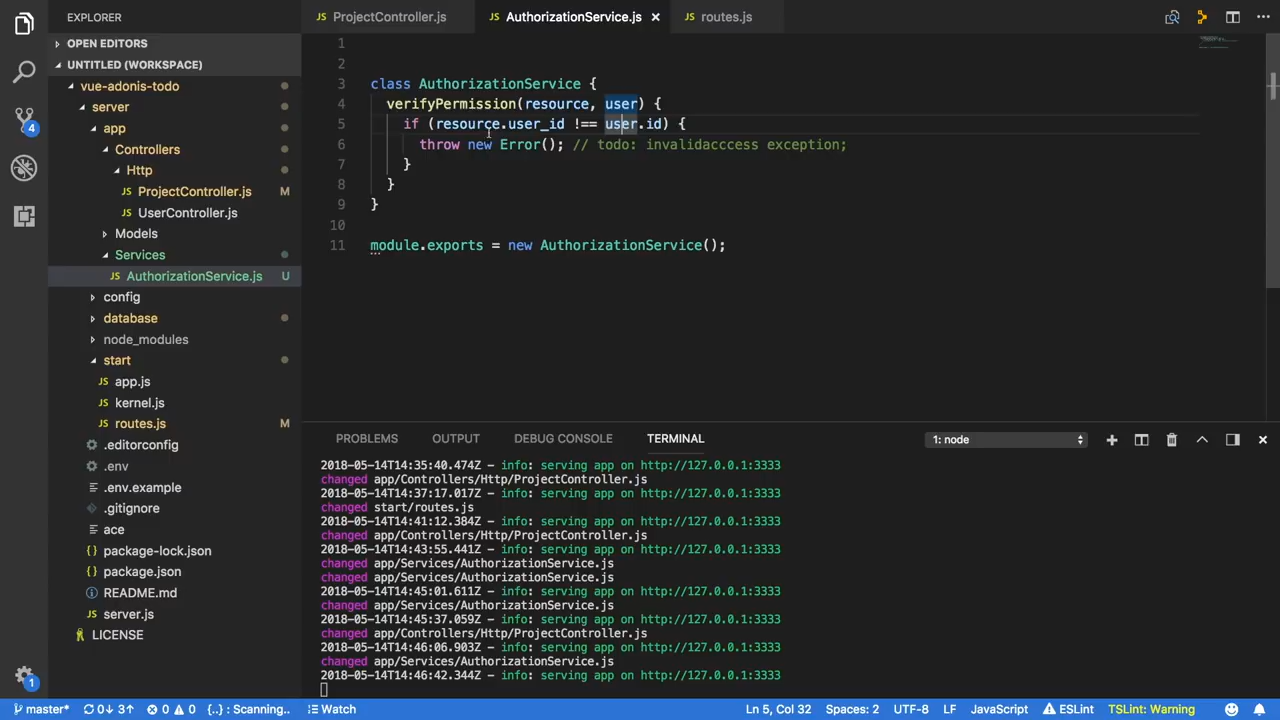 EXPLORER
OPEN EDITORS
UNTITLED (WORKSPACE)
vue-adonis-todo
server
app
Controllers
Http
JS ProjectController.js M
JS UserController.js
Models
Services
JS AuthorizationService.js U
config
database
node_modules
start
JS app.js
JS kernel.js
JS routes.js M
.editorconfig
.env
.env.example
.gitignore
ace
{} package-lock.json
{} package.json
README.md
JS server.js
LICENSE
4
1
JS ProjectController.js
JS AuthorizationService.js ×
JS routes.js
1
2
3 class AuthorizationService {
4 verifyPermission(resource, user) {
5 if (resource.user_id !== user.id) {
6 throw new Error(); // todo: invalidacccess exception;
7 }
8 }
9 }
10
11 module.exports = new AuthorizationService();
PROBLEMS OUTPUT DEBUG CONSOLE TERMINAL 1: node
2018-05-14T14:35:40.474Z - info: serving app on http://127.0.0.1:3333
changed app/Controllers/Http/ProjectController.js
2018-05-14T14:37:17.017Z - info: serving app on http://127.0.0.1:3333
changed start/routes.js
2018-05-14T14:41:12.384Z - info: serving app on http://127.0.0.1:3333
changed app/Controllers/Http/ProjectController.js
2018-05-14T14:43:55.441Z - info: serving app on http://127.0.0.1:3333
changed app/Services/AuthorizationService.js
changed app/Services/AuthorizationService.js
2018-05-14T14:45:01.611Z - info: serving app on http://127.0.0.1:3333
changed app/Services/AuthorizationService.js
2018-05-14T14:45:37.059Z - info: serving app on http://127.0.0.1:3333
changed app/Controllers/Http/ProjectController.js
2018-05-14T14:46:06.903Z - info: serving app on http://127.0.0.1:3333
changed app/Services/AuthorizationService.js
2018-05-14T14:46:42.344Z - info: serving app on http://127.0.0.1:3333
master* 0↓ 3↑ 0 0 {..} : Scanning.. Watch Ln 5, Col 32 Spaces: 2 UTF-8 LF JavaScript ESLint TSLint: Warning